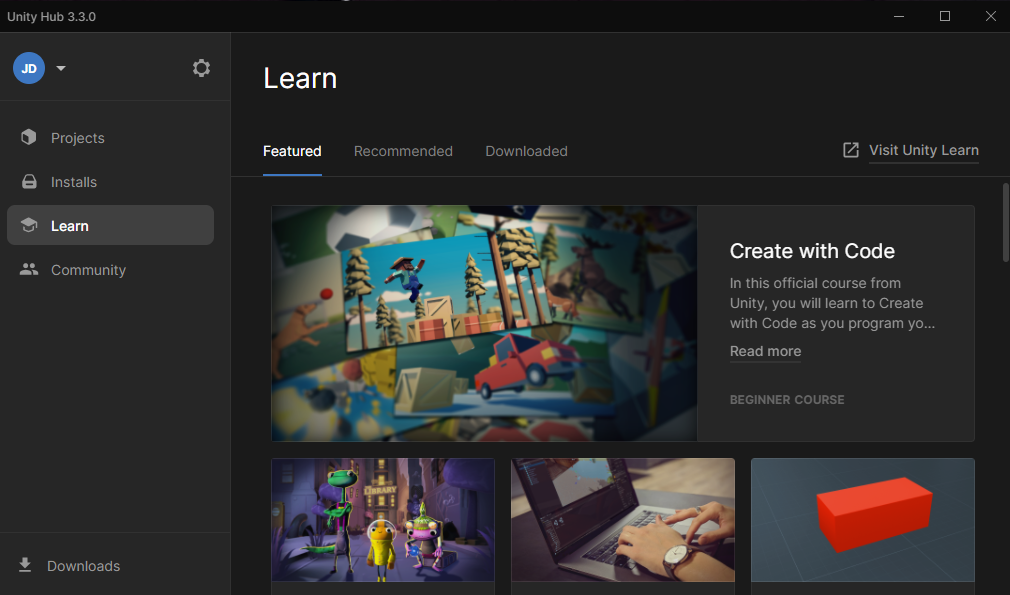 Unity Hub 3.3.0
JD
Projects
Installs
Learn
Community
Downloads
Learn
Featured
Recommended
Downloaded
Visit Unity Learn
Create with Code
In this official course from
Unity, you will learn to Create
with Code as you program yo...
Read more
BEGINNER COURSE
LIBRARY